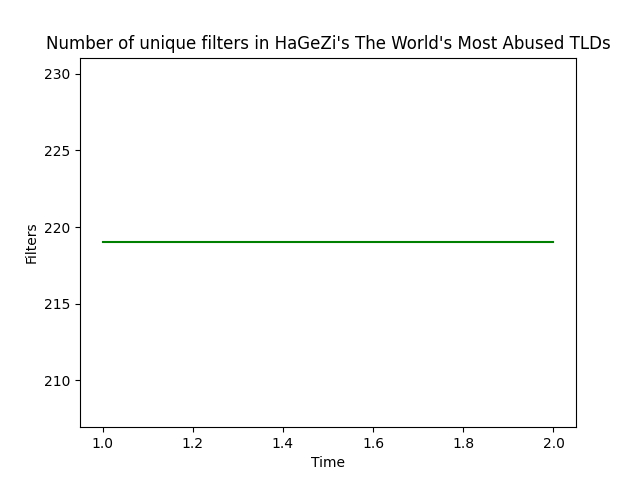 Number of unique filters in HaGeZi's The World's Most Abused TLDs
230
225
220
215
210
Filters
1.0 1.2 1.4 1.6 1.8 2.0
Time